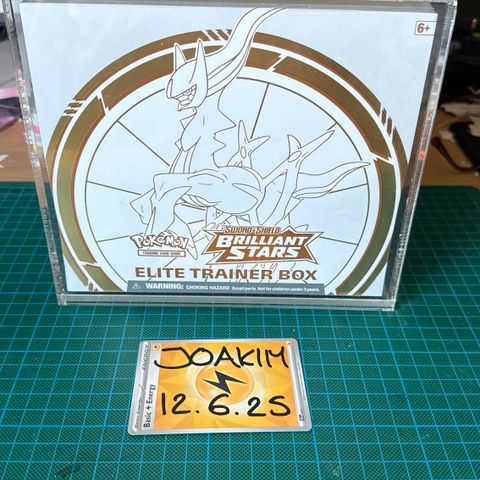 6+
POKéMON
TRADING CARD GAME
SWORD & SHIELD
BRILLIANT
STARS
ELITE TRAINER BOX
WARNING: CHOKING HAZARD Small parts Not for children under 3 years.
JOAKIM
12.6.25
Basic Energy
ENERGY